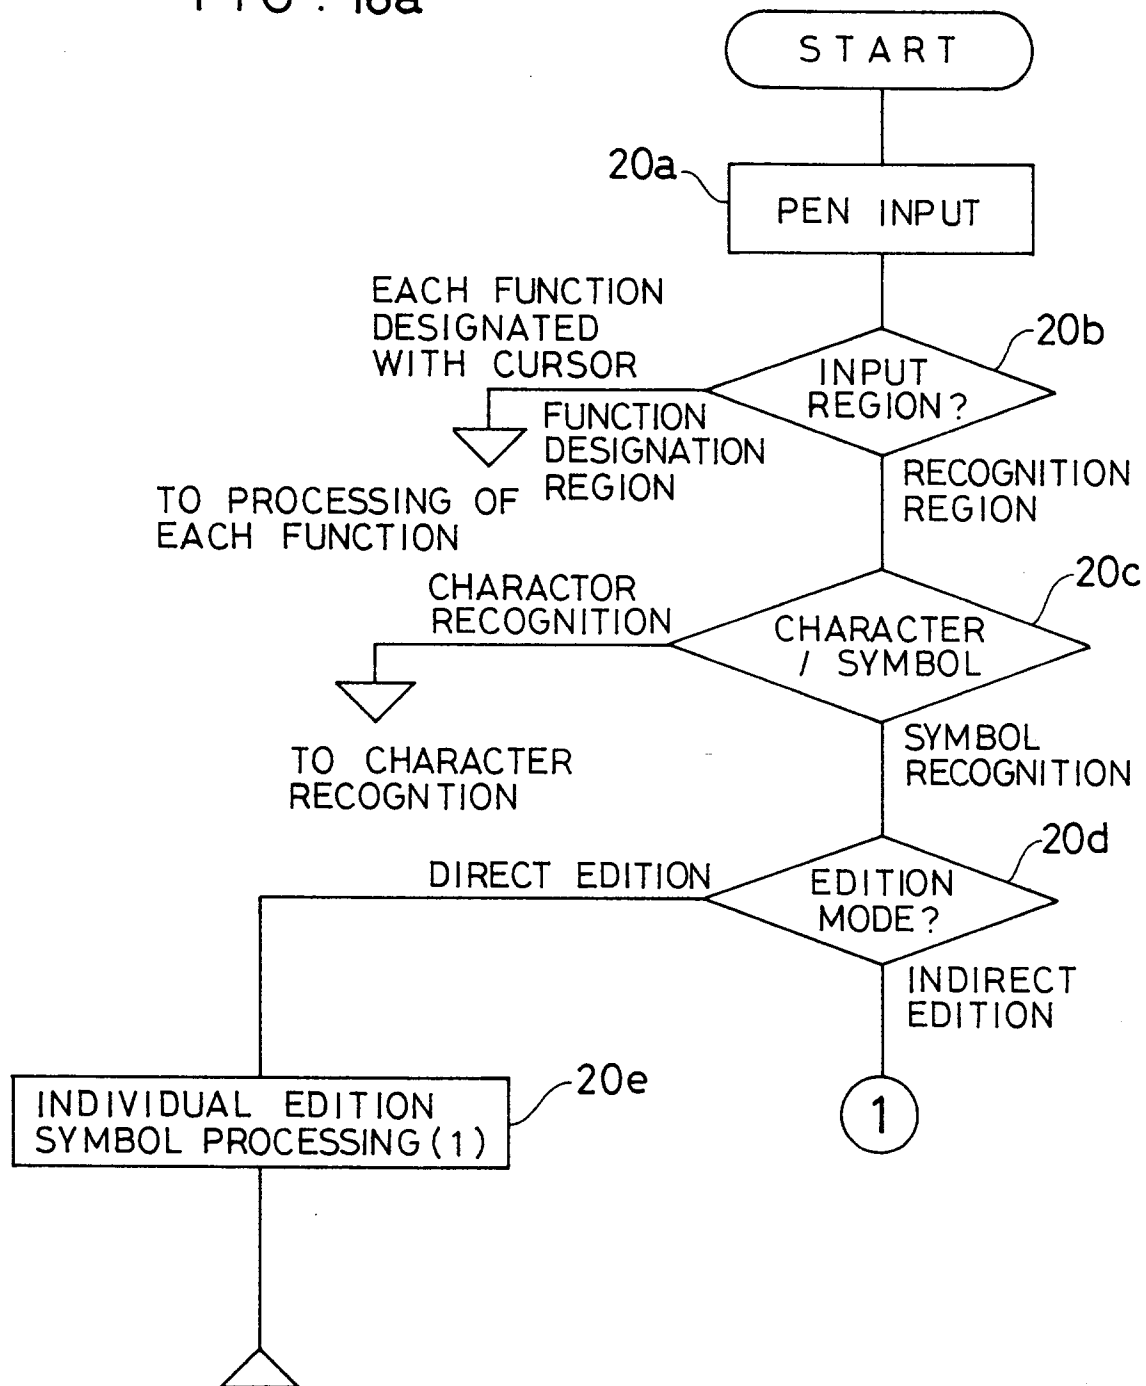 FIG. 18a
START
20a
PEN INPUT
EACH FUNCTION
DESIGNATED
WITH CURSOR
20b
INPUT
REGION?
FUNCTION
DESIGNATION
REGION
RECOGNITION
REGION
TO PROCESSING OF
EACH FUNCTION
CHARACTOR
RECOGNITION
20c
CHARACTER
/ SYMBOL
TO CHARACTER
RECOGNTION
SYMBOL
RECOGNITION
20d
DIRECT EDITION
EDITION
MODE?
INDIRECT
EDITION
20e
INDIVIDUAL EDITION
SYMBOL PROCESSING(1)
1